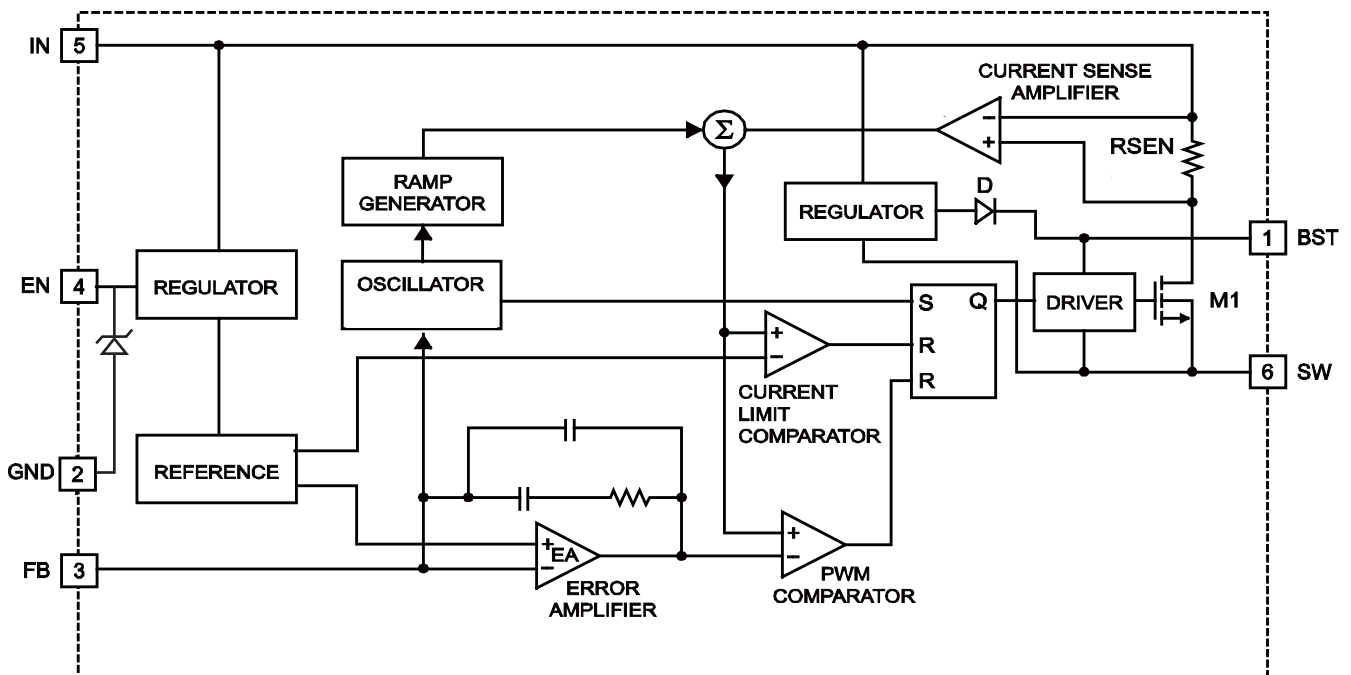 IN 5
CURRENT SENSE
AMPLIFIER
− +
Σ
RSEN
RAMP
GENERATOR
D
REGULATOR
1 BST
EN 4
REGULATOR
OSCILLATOR
S Q
R
R
DRIVER
M1
+
−
CURRENT
LIMIT
COMPARATOR
6 SW
GND 2
REFERENCE
+
−
EA
ERROR
AMPLIFIER
+
−
PWM
COMPARATOR
FB 3